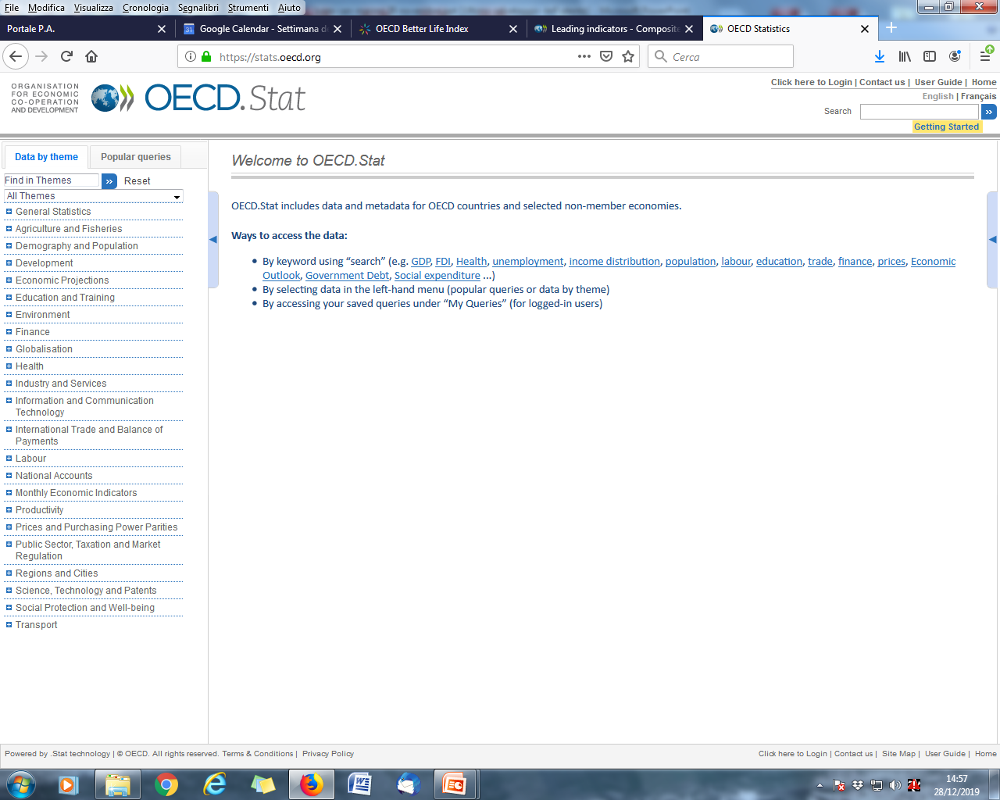 File Modifica Visualizza Cronologia Segnalibri Strumenti Aiuto
Portale P.A.
Google Calendar - Settimana d
OECD Better Life Index
Leading indicators - Composite
OECD Statistics
https://stats.oecd.org
Cerca
ORGANISATION
FOR ECONOMIC
CO-OPERATION
AND DEVELOPMENT
OECD.Stat
Click here to Login | Contact us | User Guide | Home
English | Français
Search
Getting Started
Data by theme
Popular queries
Find in Themes
Reset
All Themes
General Statistics
Agriculture and Fisheries
Demography and Population
Development
Economic Projections
Education and Training
Environment
Finance
Globalisation
Health
Industry and Services
Information and Communication
Technology
International Trade and Balance of
Payments
Labour
National Accounts
Monthly Economic Indicators
Productivity
Prices and Purchasing Power Parities
Public Sector, Taxation and Market
Regulation
Regions and Cities
Science, Technology and Patents
Social Protection and Well-being
Transport
Welcome to OECD.Stat
OECD.Stat includes data and metadata for OECD countries and selected non-member economies.
Ways to access the data:
• By keyword using “search” (e.g. GDP, FDI, Health, unemployment, income distribution, population, labour, education, trade, finance, prices, Economic
Outlook, Government Debt, Social expenditure ...)
• By selecting data in the left-hand menu (popular queries or data by theme)
• By accessing your saved queries under “My Queries” (for logged-in users)
Powered by .Stat technology | © OECD. All rights reserved. Terms & Conditions | Privacy Policy
Click here to Login | Contact us | Site Map | User Guide | Home
14:57
28/12/2019